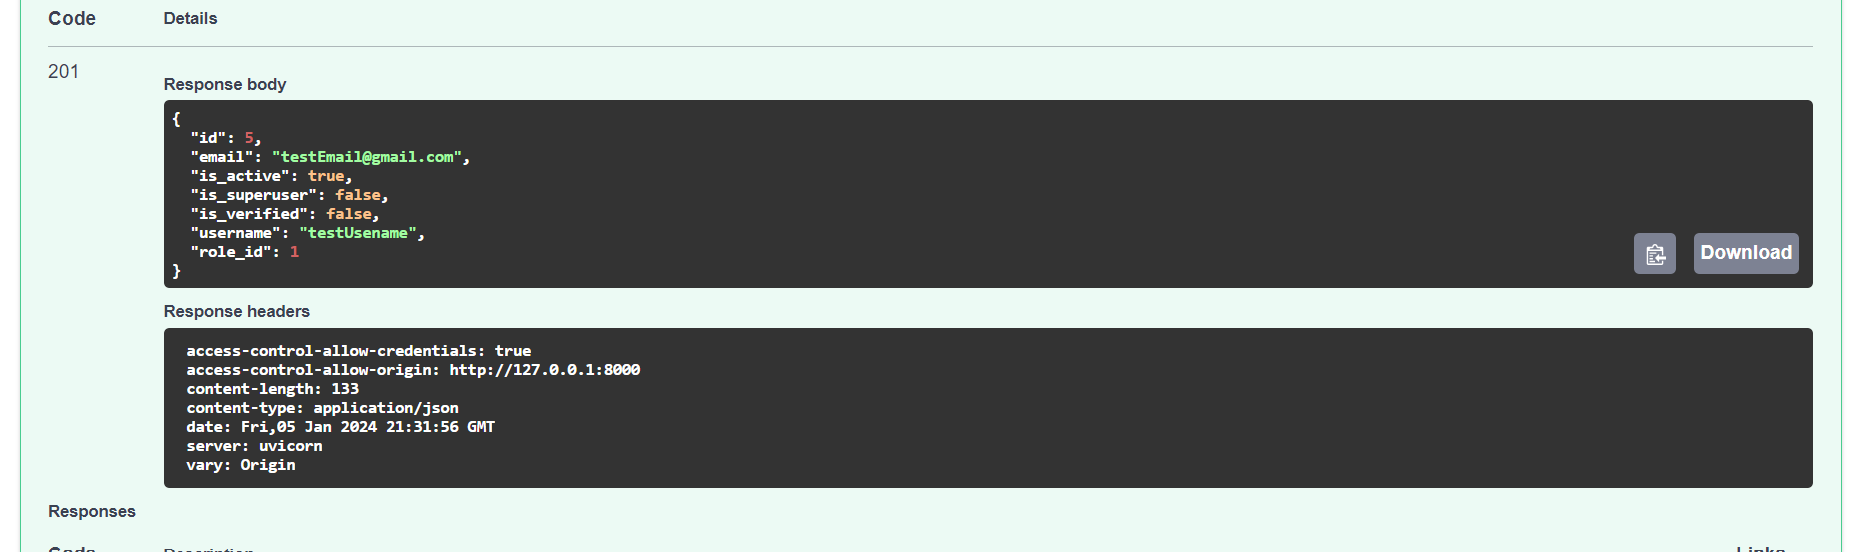 Code Details
201
Response body
{
  "id": 5,
  "email": "testEmail@gmail.com",
  "is_active": true,
  "is_superuser": false,
  "is_verified": false,
  "username": "testUsename",
  "role_id": 1
}
Download
Response headers
access-control-allow-credentials: true
access-control-allow-origin: http://127.0.0.1:8000
content-length: 133
content-type: application/json
date: Fri,05 Jan 2024 21:31:56 GMT
server: uvicorn
vary: Origin
Responses
Code Description Links